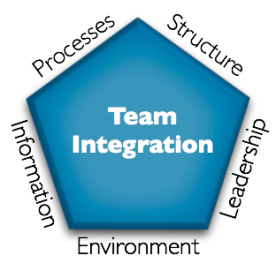 Processes
Structure
Team
Integration
Information
Leadership
Environment